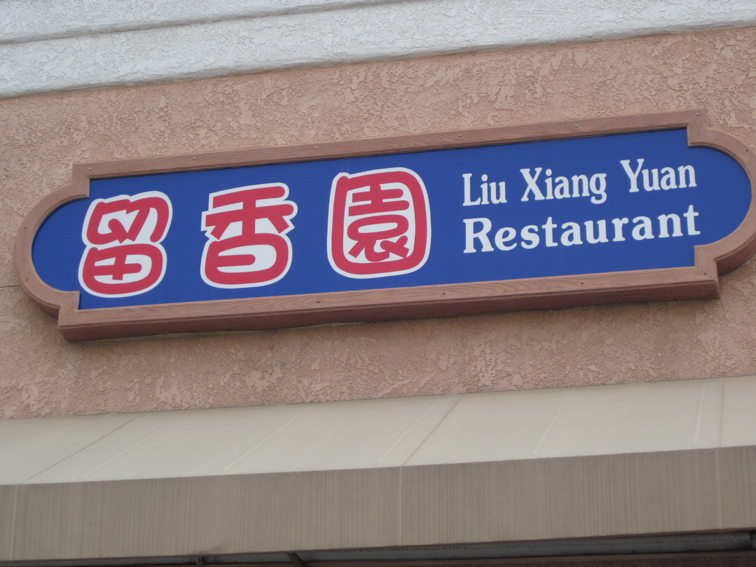 留香園
Liu Xiang Yuan
Restaurant